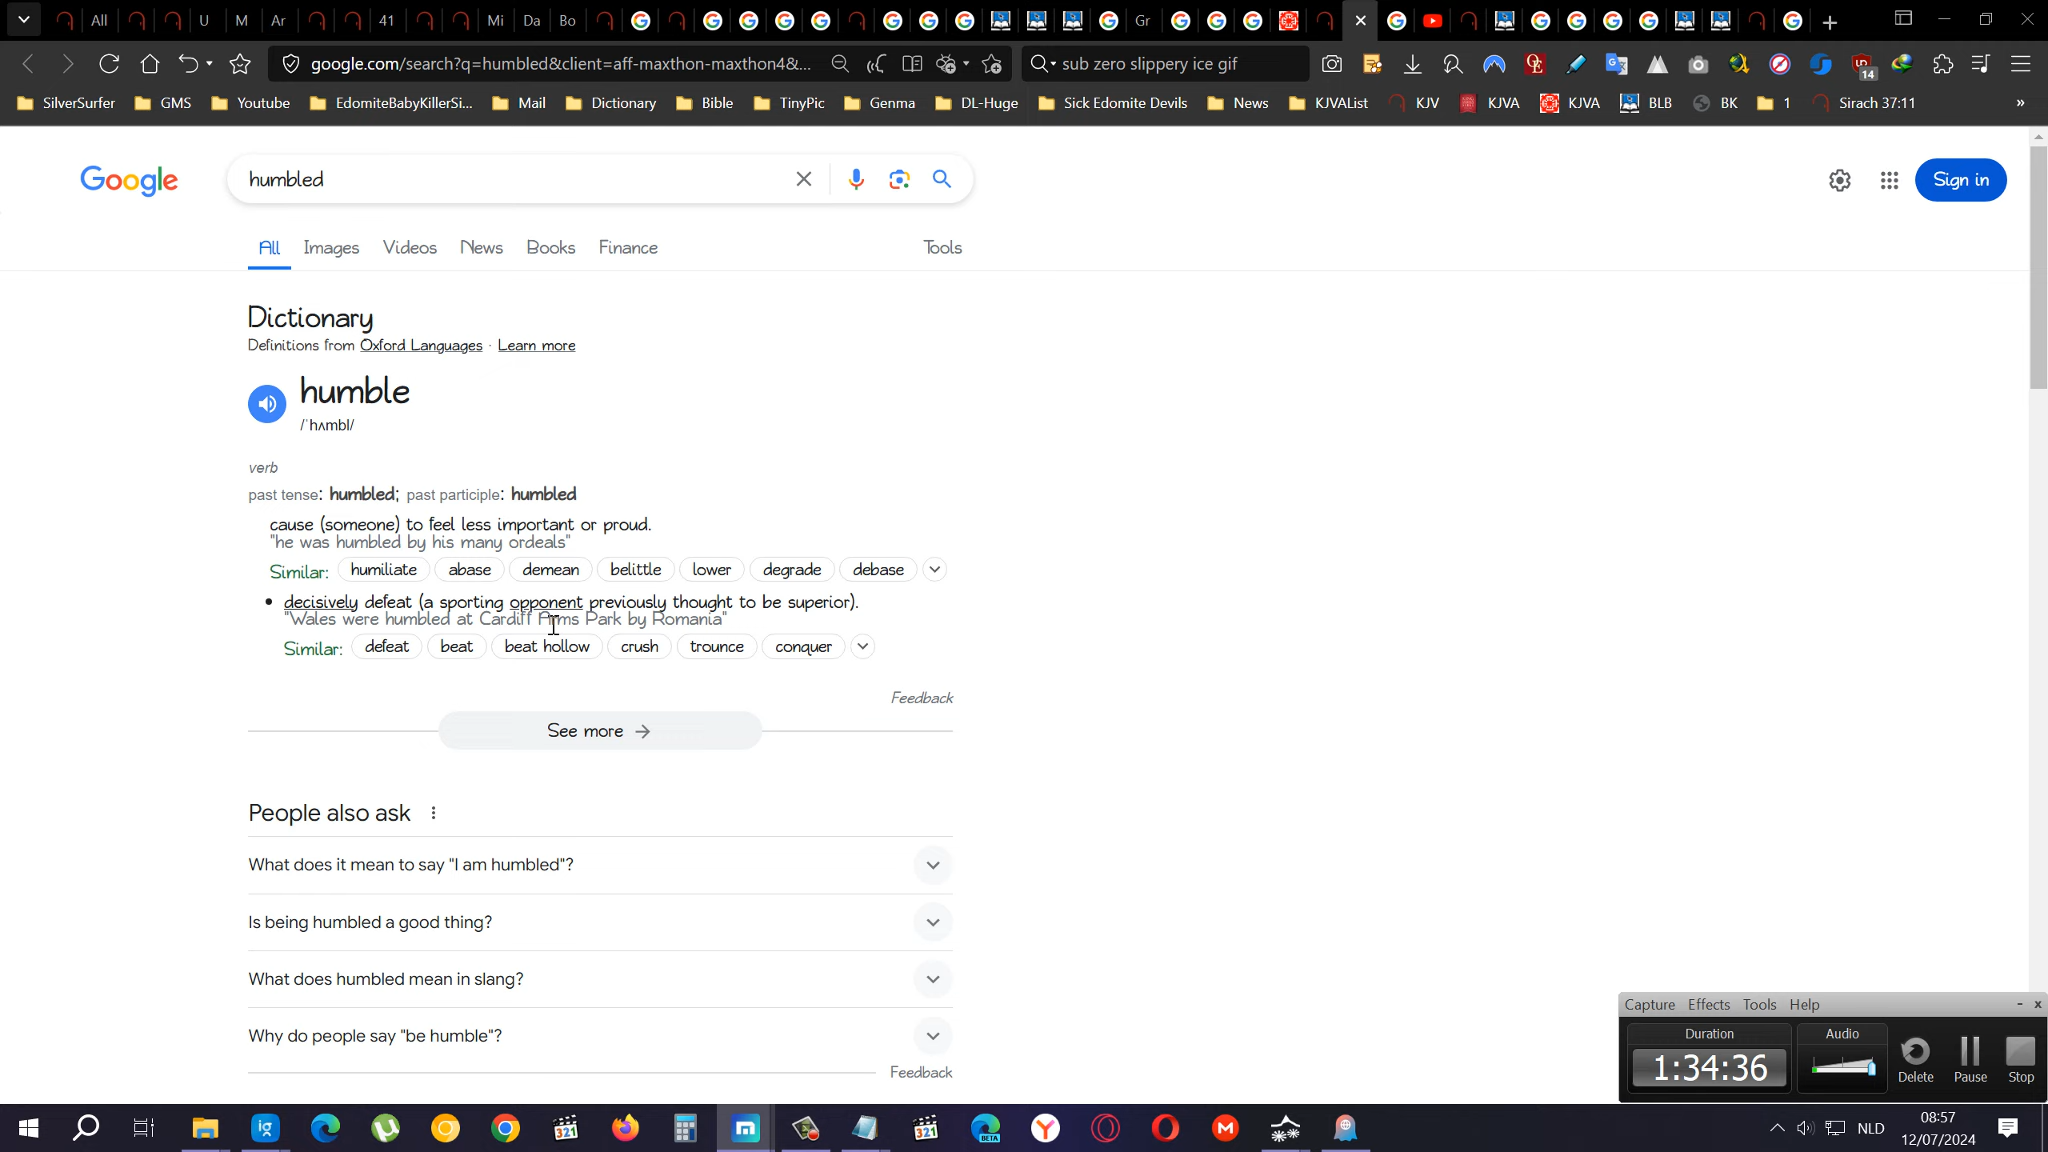 All
U
M
Ar
41
Mi
Da
Bo
Gr
google.com/search?q=humbled&client=aff-maxthon-maxthon4&...
sub zero slippery ice gif
14
SilverSurfer
GMS
Youtube
EdomiteBabyKillerSi...
Mail
Dictionary
Bible
TinyPic
Genma
DL-Huge
Sick Edomite Devils
News
KJVAList
KJV
KJVA
KJVA
BLB
BK
1
Sirach 37:11
»
Google
humbled
Sign in
All Images Videos News Books Finance Tools
Dictionary
Definitions from Oxford Languages · Learn more
humble
/ˈhʌmbl/
verb
past tense: humbled; past participle: humbled
cause (someone) to feel less important or proud.
"he was humbled by his many ordeals"
Similar: humiliate abase demean belittle lower degrade debase
• decisively defeat (a sporting opponent previously thought to be superior).
"Wales were humbled at Cardiff Arms Park by Romania"
Similar: defeat beat beat hollow crush trounce conquer
Feedback
See more →
People also ask
What does it mean to say "I am humbled"?
Is being humbled a good thing?
What does humbled mean in slang?
Why do people say "be humble"?
Feedback
Capture Effects Tools Help
Duration
Audio
1:34:36
Delete
Pause
Stop
ig
321
321
BETA
NLD
08:57
12/07/2024